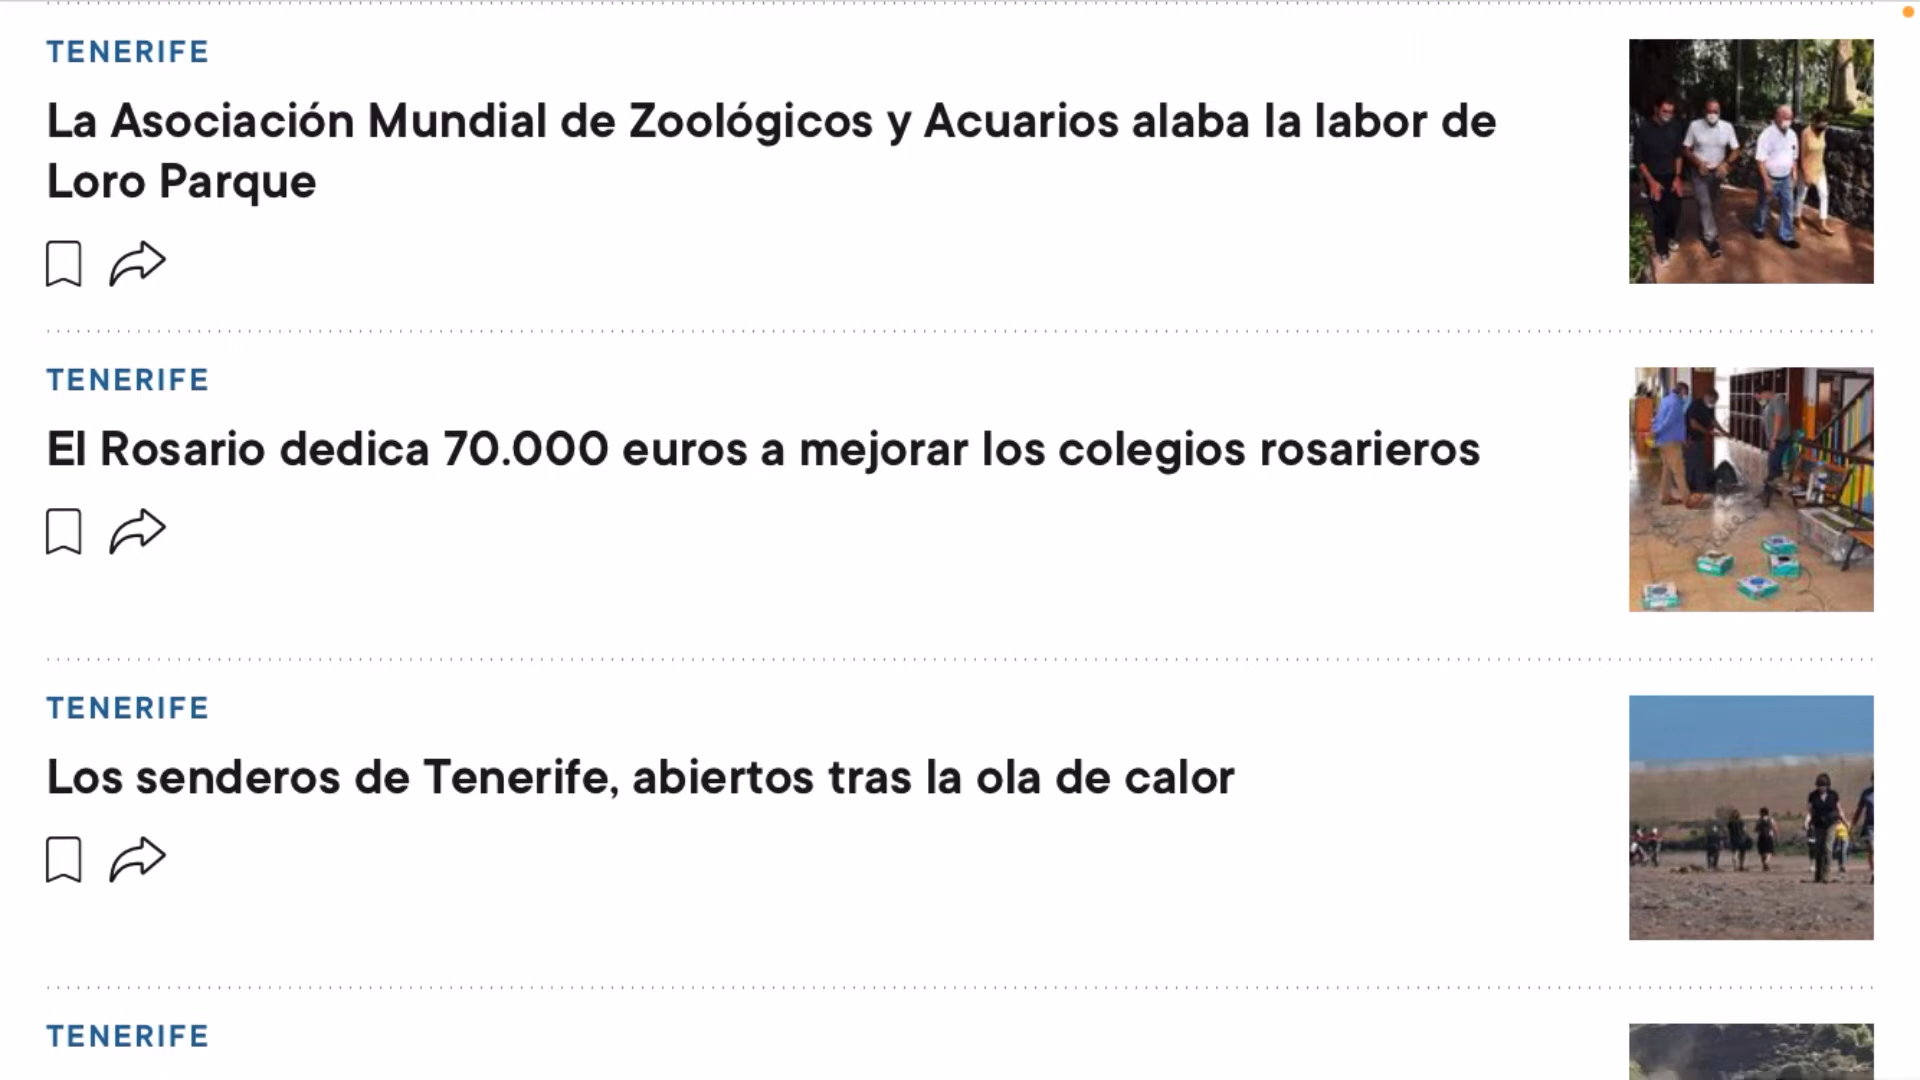 TENERIFE
La Asociación Mundial de Zoológicos y Acuarios alaba la labor de
Loro Parque
TENERIFE
El Rosario dedica 70.000 euros a mejorar los colegios rosarieros
TENERIFE
Los senderos de Tenerife, abiertos tras la ola de calor
TENERIFE